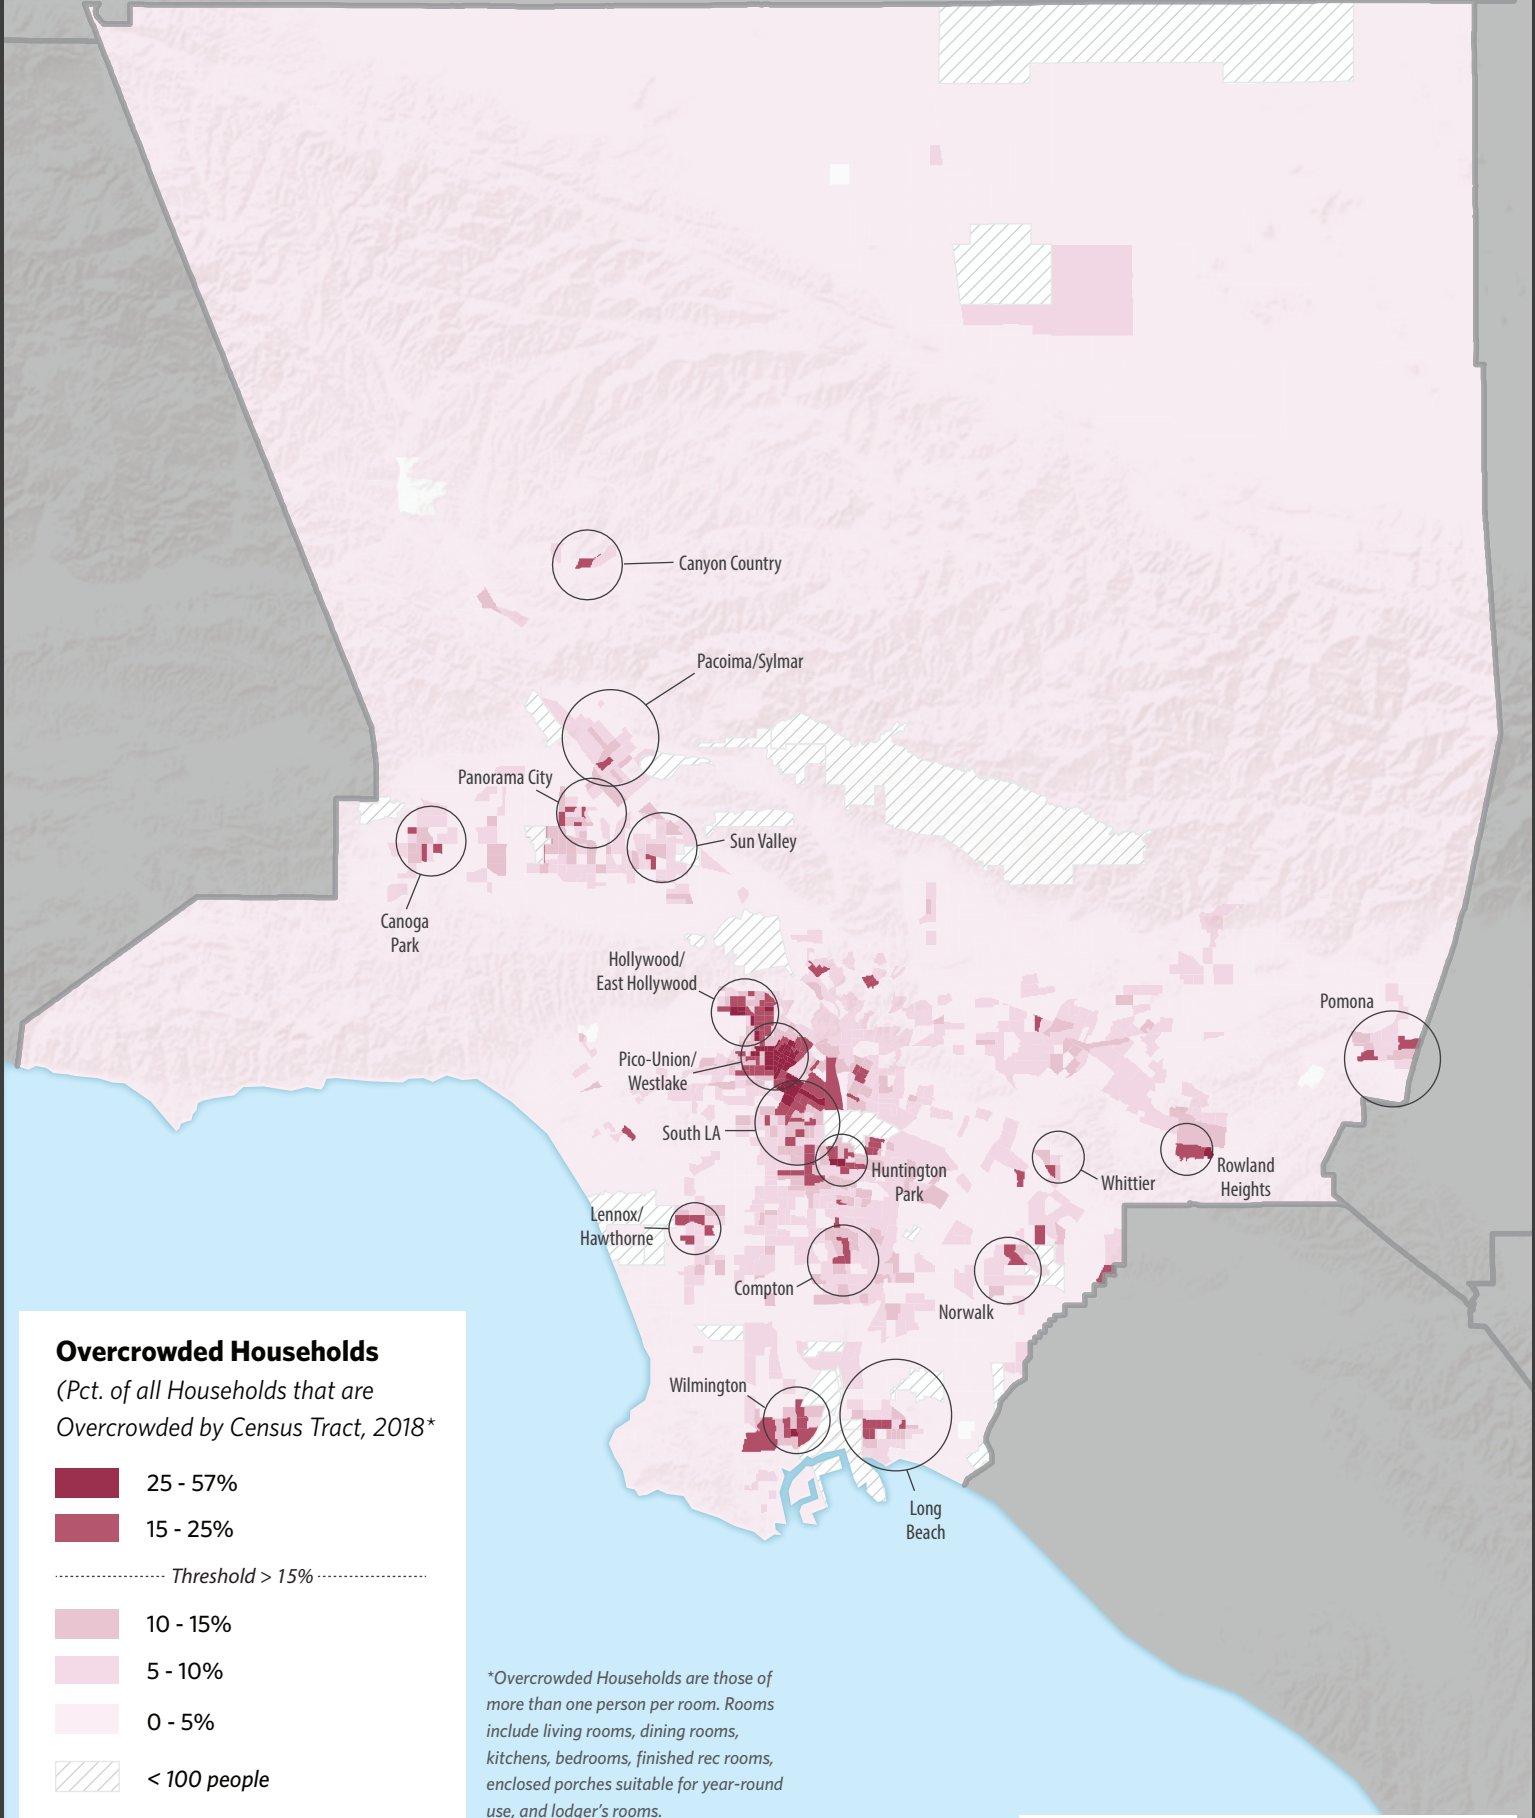 Canyon Country
Pacoima/Sylmar
Panorama City
Sun Valley
Canoga
Park
Hollywood/
East Hollywood
Pomona
Pico-Union/
Westlake
South LA
Huntington
Park
Whittier
Rowland
Heights
Lennox/
Hawthorne
Compton
Norwalk
Wilmington
Long
Beach
Overcrowded Households
(Pct. of all Households that are
Overcrowded by Census Tract, 2018*
25 - 57%
15 - 25%
Threshold > 15%
10 - 15%
5 - 10%
0 - 5%
< 100 people
*Overcrowded Households are those of
more than one person per room. Rooms
include living rooms, dining rooms,
kitchens, bedrooms, finished rec rooms,
enclosed porches suitable for year-round
use, and lodger's rooms.